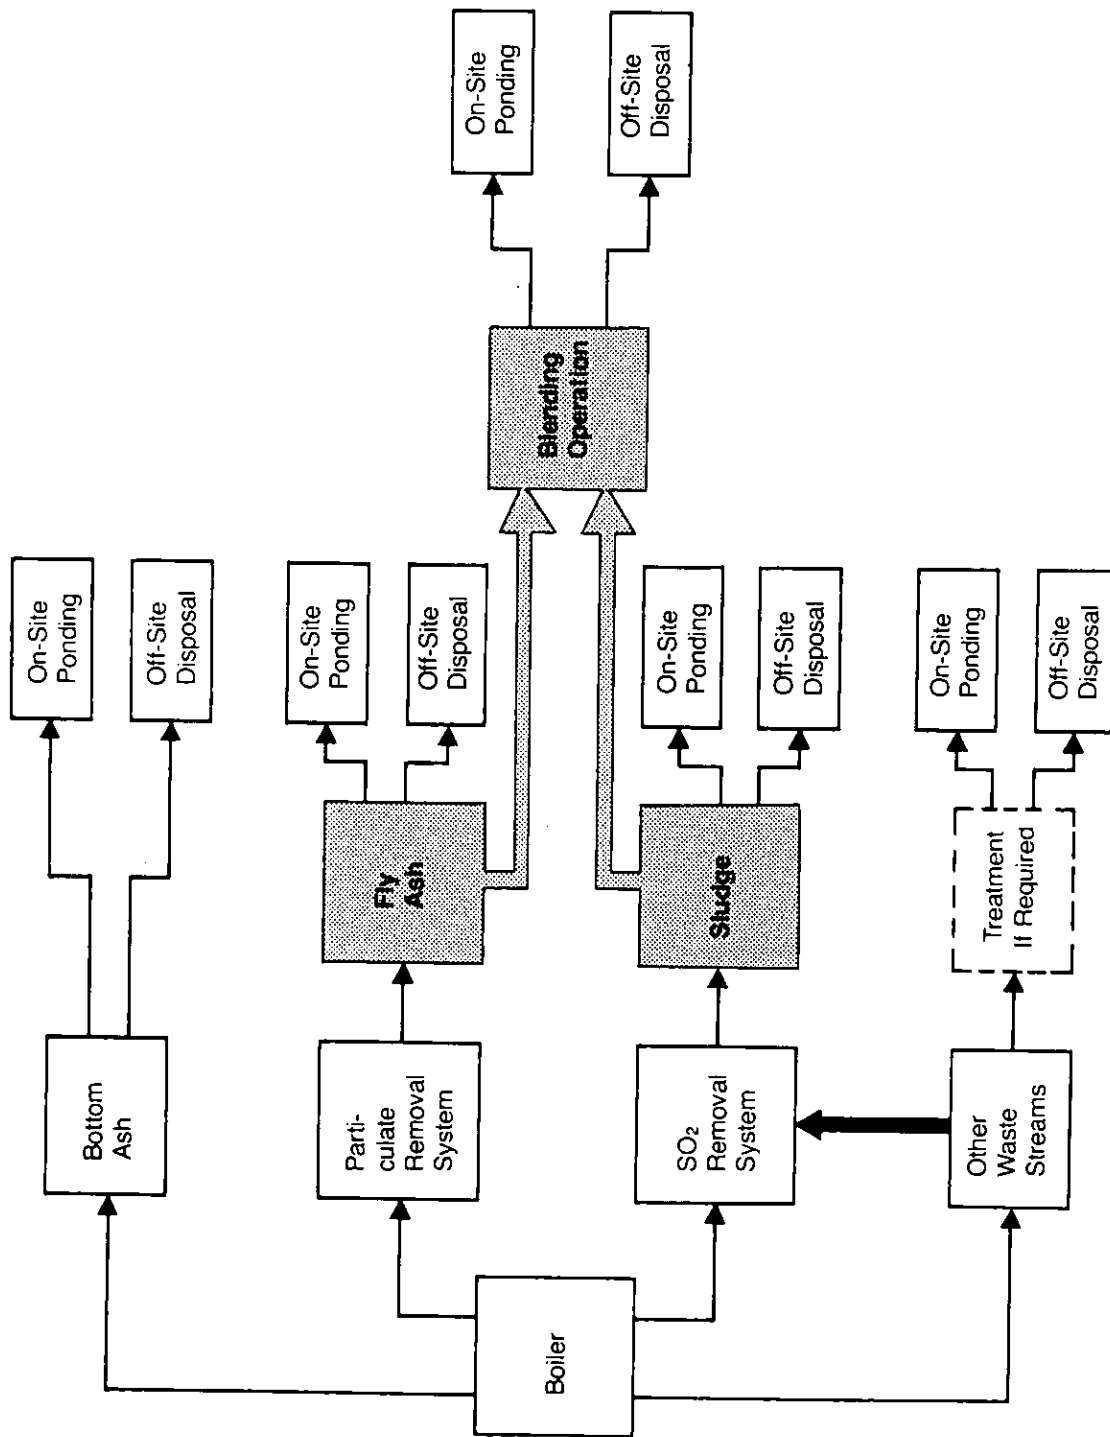 Boiler
Bottom
Ash
On-Site
Ponding
Off-Site
Disposal
Parti-
culate
Removal
System
Fly
Ash
On-Site
Ponding
Off-Site
Disposal
SO₂
Removal
System
Sludge
On-Site
Ponding
Off-Site
Disposal
Blending
Operation
On-Site
Ponding
Off-Site
Disposal
Other
Waste
Streams
Treatment
If Required
On-Site
Ponding
Off-Site
Disposal